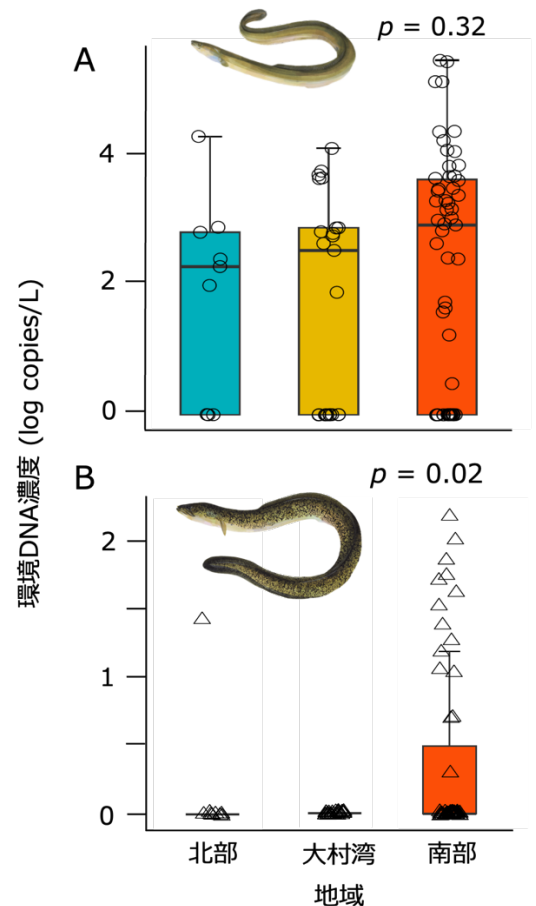 A
p = 0.32
4
2
0
環境DNA濃度 (log copies/L)
B
p = 0.02
2
1
0
北部 大村湾 南部
地域